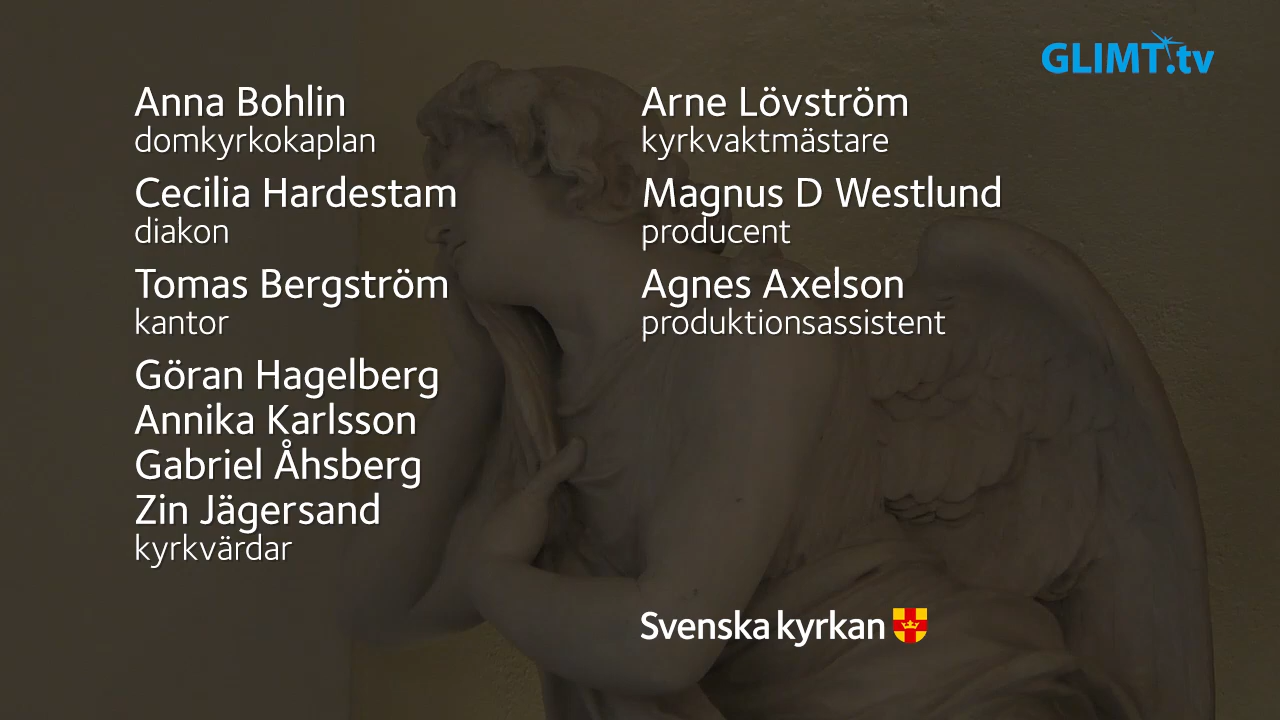 GLIMT.tv
Anna Bohlin
domkyrkokaplan
Cecilia Hardestam
diakon
Tomas Bergström
kantor
Göran Hagelberg
Annika Karlsson
Gabriel Åhsberg
Zin Jägersand
kyrkvärdar
Arne Lövström
kyrkvaktmästare
Magnus D Westlund
producent
Agnes Axelson
produktionsassistent
Svenska kyrkan